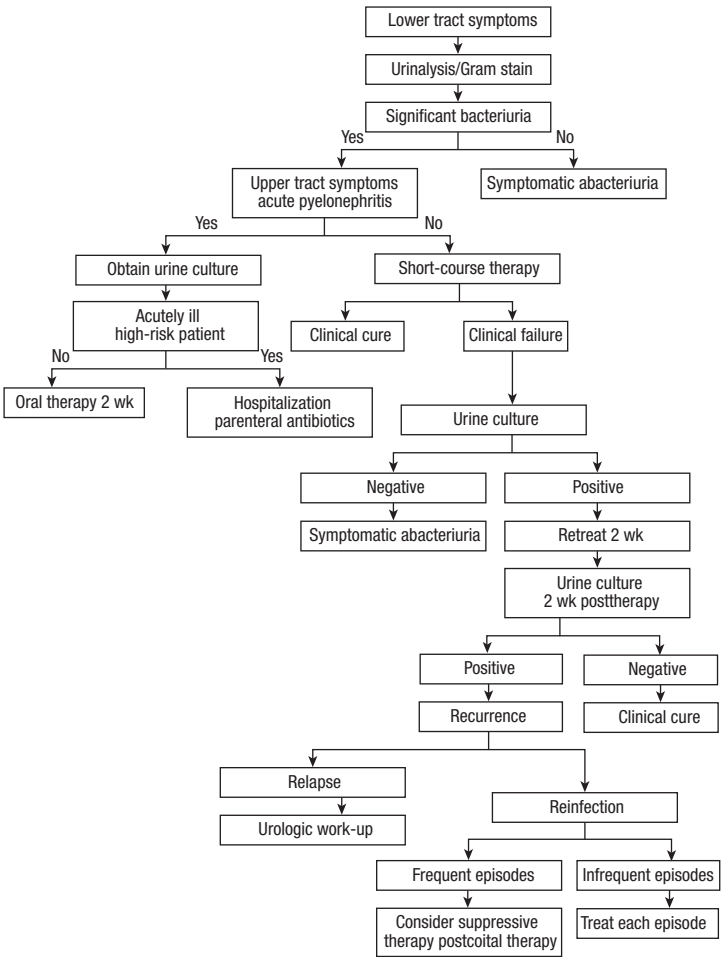 Lower tract symptoms
Urinalysis/Gram stain
Significant bacteriuria
Yes
No
Upper tract symptoms
acute pyelonephritis
Symptomatic abacteriuria
Yes
No
Obtain urine culture
Short-course therapy
Acutely ill
high-risk patient
Clinical cure
Clinical failure
No
Yes
Oral therapy 2 wk
Hospitalization
parenteral antibiotics
Urine culture
Negative
Positive
Symptomatic abacteriuria
Retreat 2 wk
Urine culture
2 wk posttherapy
Positive
Negative
Recurrence
Clinical cure
Relapse
Reinfection
Urologic work-up
Frequent episodes
Infrequent episodes
Consider suppressive
therapy postcoital therapy
Treat each episode